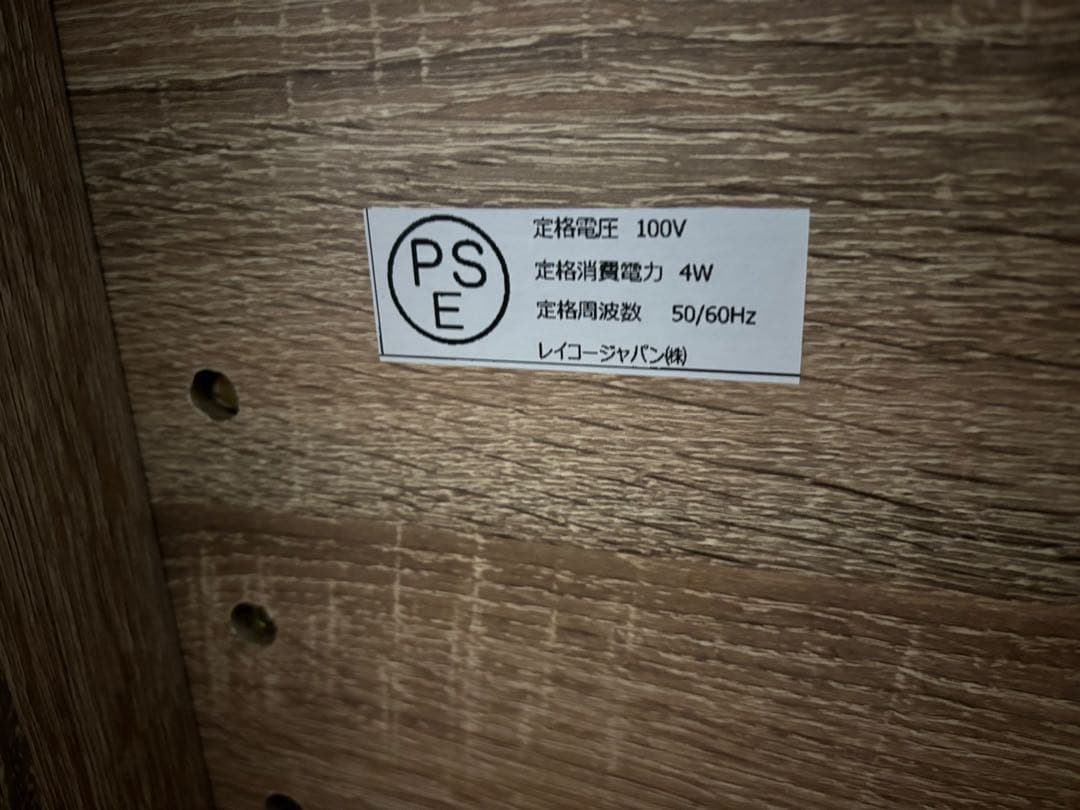 PS
E
定格電圧 100V
定格消費電力 4W
定格周波数 50/60Hz
レイコージャパン㈱